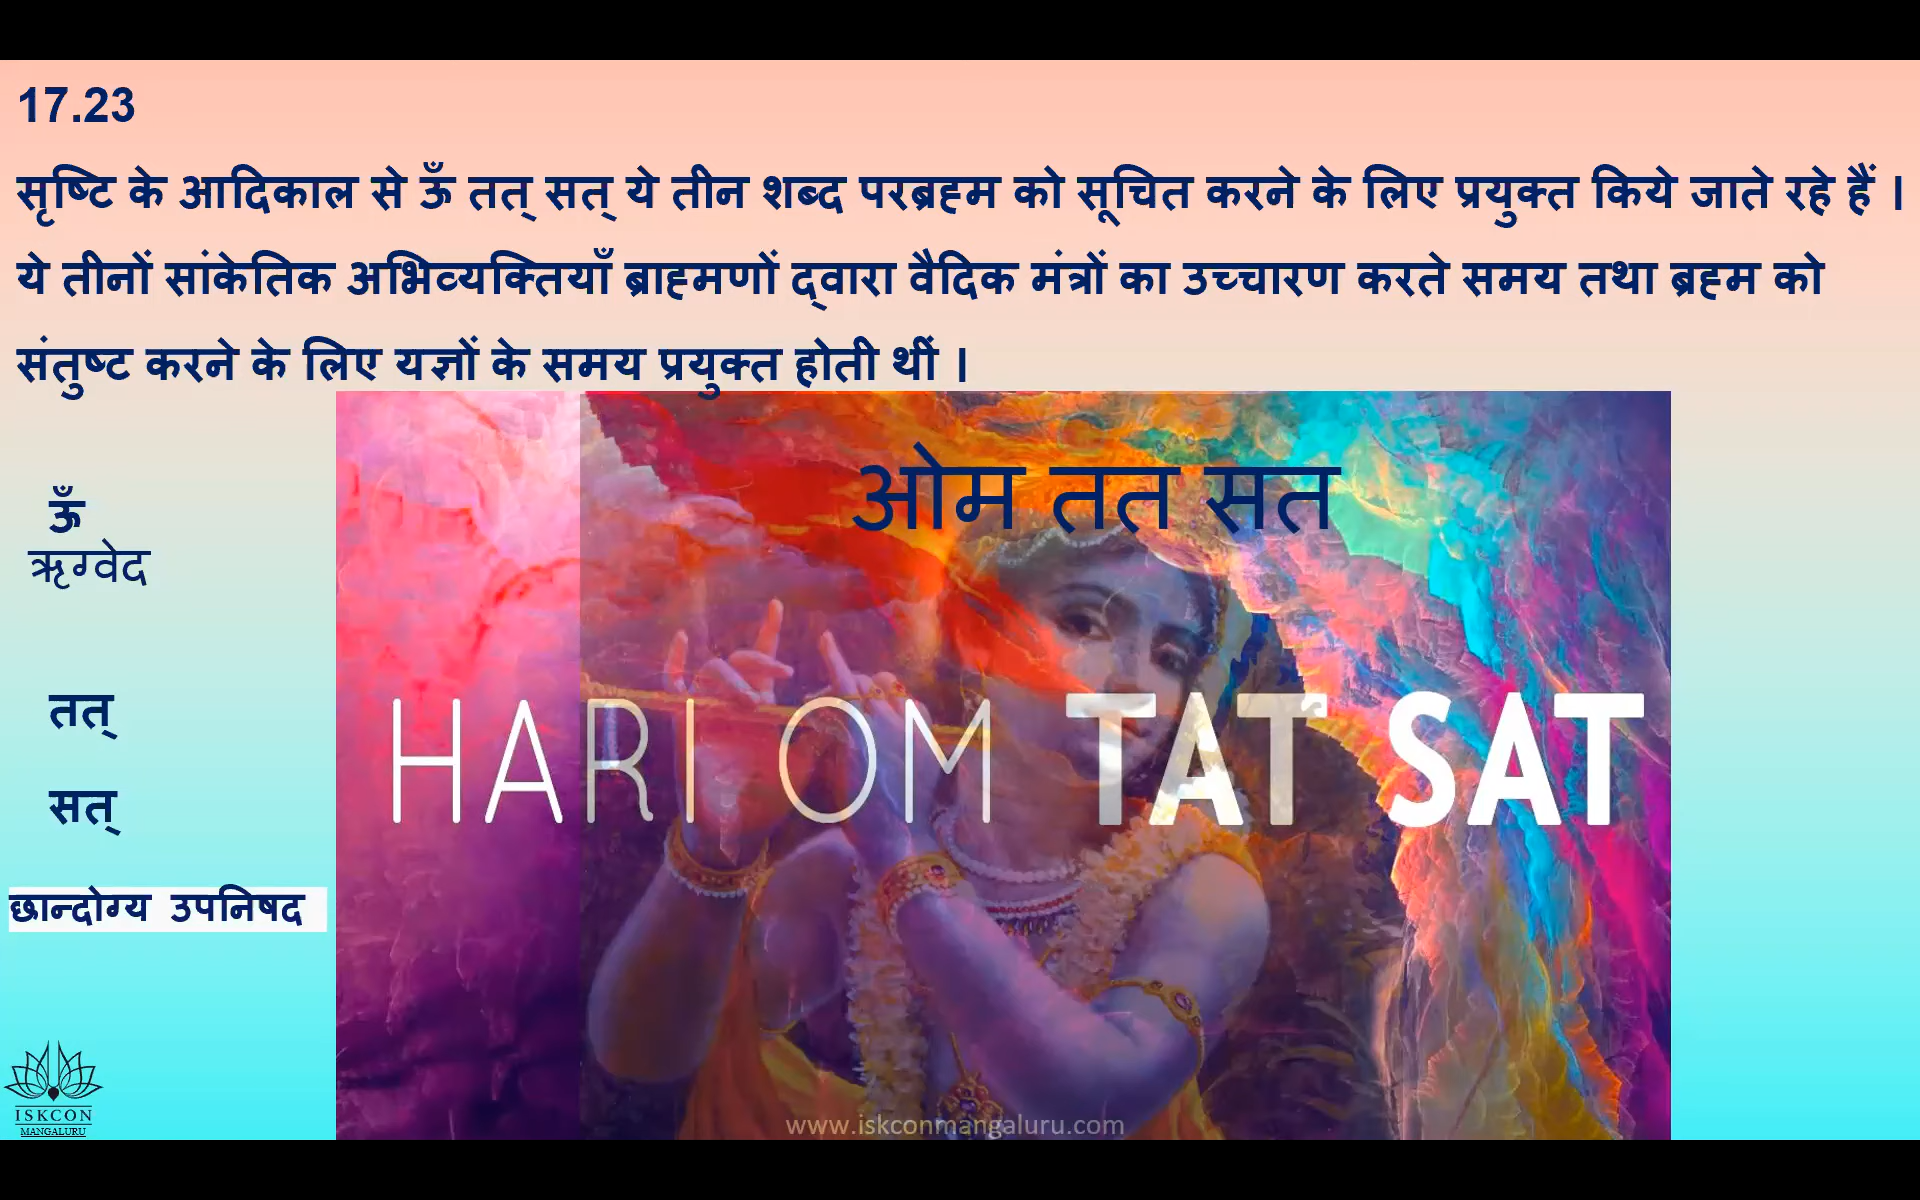 17.23
सृष्टि के आदिकाल से ऊँ तत् सत् ये तीन शब्द परब्रह्म को सूचित करने के लिए प्रयुक्त किये जाते रहे हैं |
ये तीनों सांकेतिक अभिव्यक्तियाँ ब्राह्मणों द्वारा वैदिक मंत्रों का उच्चारण करते समय तथा ब्रह्म को
संतुष्ट करने के लिए यज्ञों के समय प्रयुक्त होती थीं |
ओम तत सत
ऊँ
ऋग्वेद
तत्
HARI OM TAT SAT
सत्
छान्दोग्य उपनिषद
ISKCON
MANGALURU
www.iskconmangaluru.com